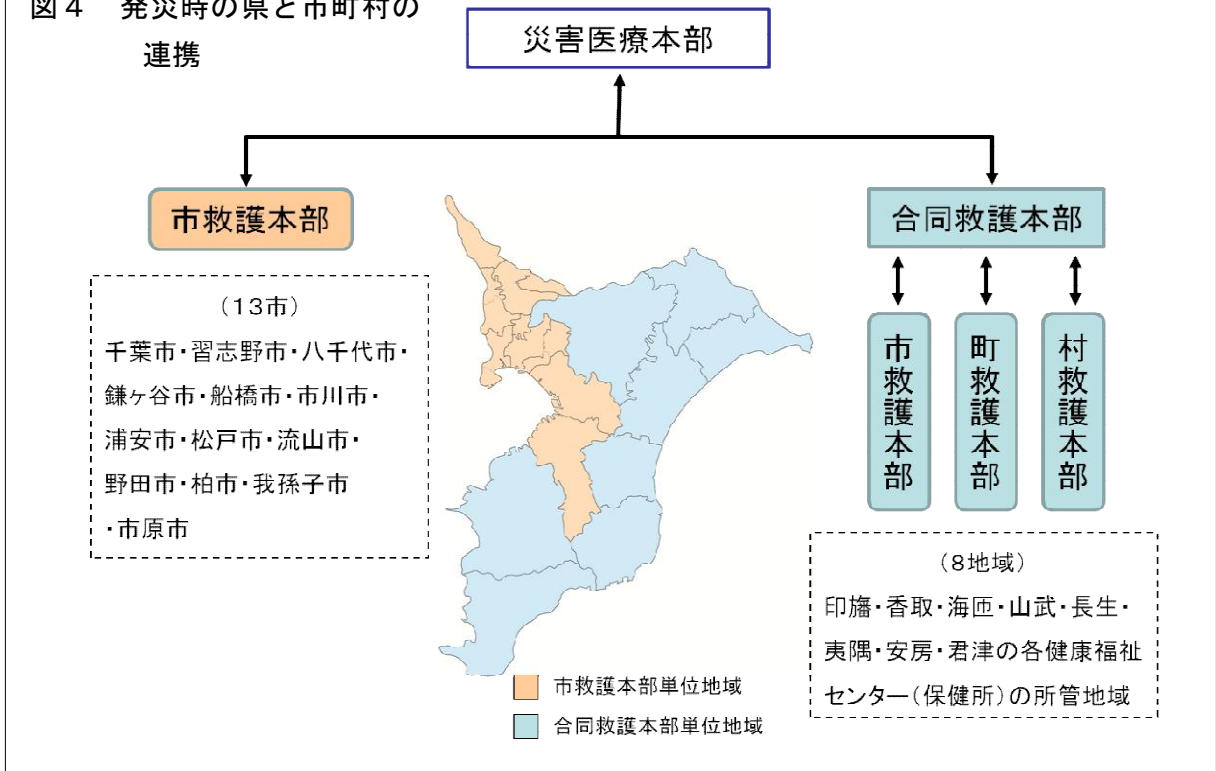 図４　発災時の県と市町村の
連携
災害医療本部
市救護本部
（１３市）
千葉市・習志野市・八千代市・
鎌ヶ谷市・船橋市・市川市・
浦安市・松戸市・流山市・
野田市・柏市・我孫子市
・市原市
合同救護本部
市救護本部
町救護本部
村救護本部
（８地域）
印旛・香取・海匝・山武・長生・
夷隅・安房・君津の各健康福祉
センター（保健所）の所管地域
市救護本部単位地域
合同救護本部単位地域